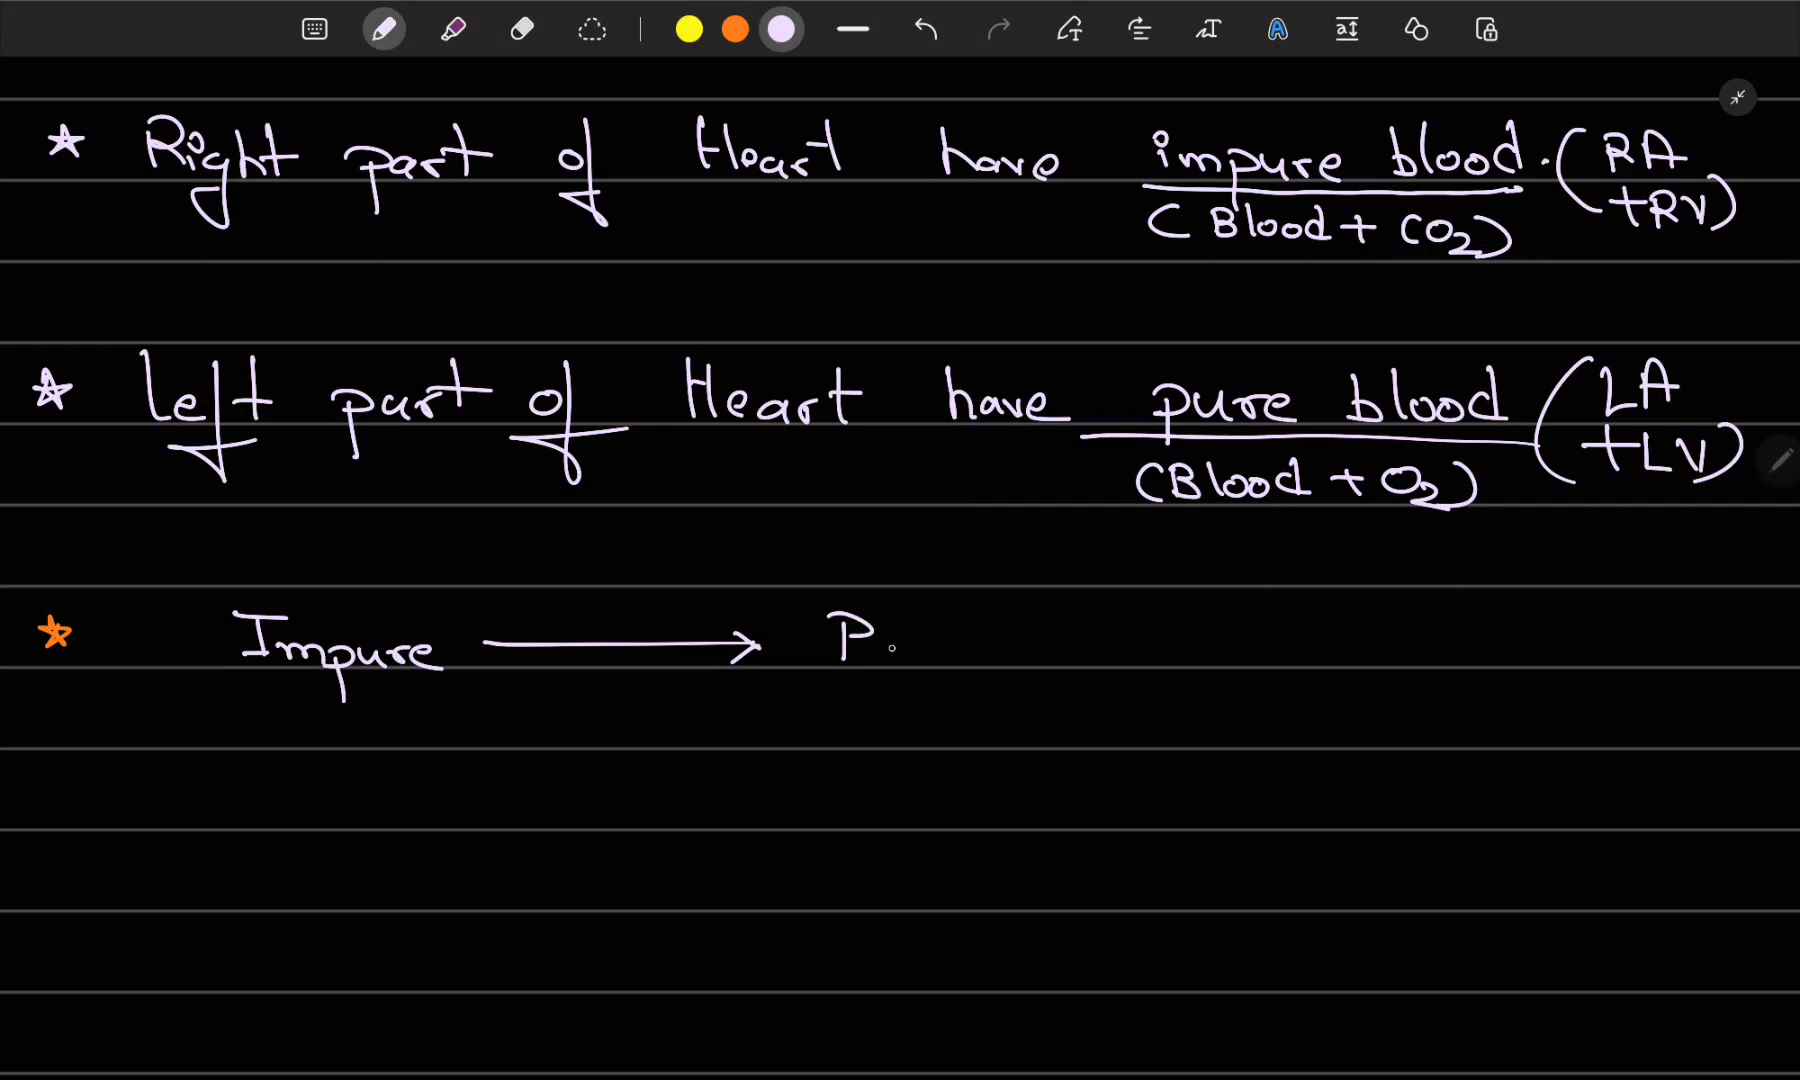 ★ Right part of Heart have impure blood. (RA
+RV)
(Blood + CO2)
★ Left part of Heart have pure blood (LA
+LV)
(Blood + O2)
★ Impure → P.